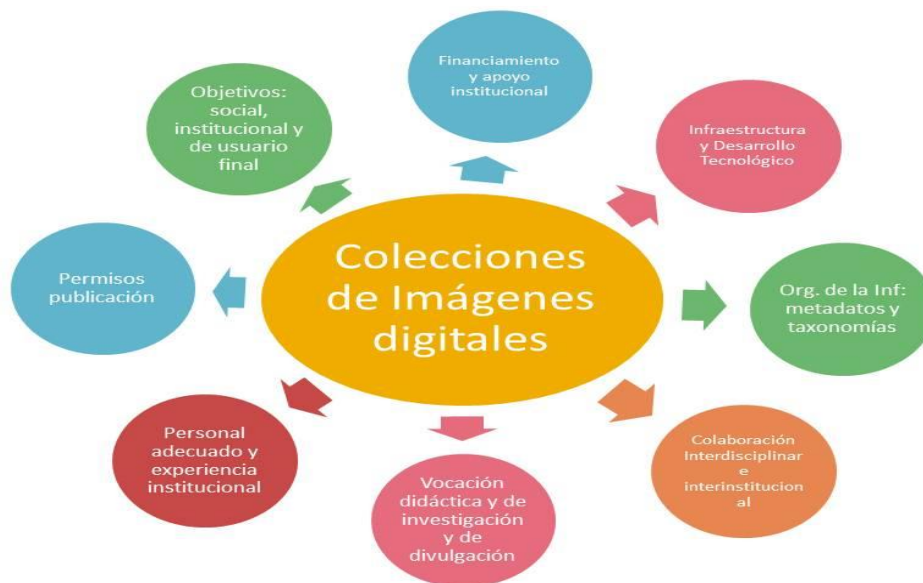 Financiamiento
y apoyo
institucional
Objetivos:
social,
institucional y
de usuario
final
Infraestructura
y Desarrollo
Tecnológico
Colecciones
de Imágenes
digitales
Permisos
publicación
Org. de la Inf:
metadatos y
taxonomías
Personal
adecuado y
experiencia
institucional
Vocación
didáctica y de
investigación
y de
divulgación
Colaboración
Interdisciplinar
e
interinstitucion
al